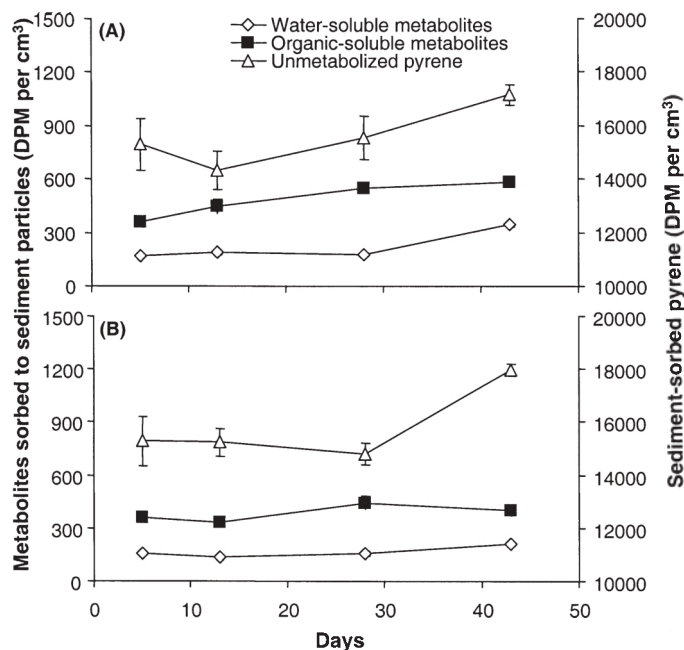 Metabolites sorbed to sediment particles (DPM per cm³)
(A)
Water-soluble metabolites
Organic-soluble metabolites
Unmetabolized pyrene
1500
1200
900
600
300
0
20000
18000
16000
14000
12000
10000
(B)
1500
1200
900
600
300
0
20000
18000
16000
14000
12000
10000
0 10 20 30 40 50
Days
Sediment-sorbed pyrene (DPM per cm³)